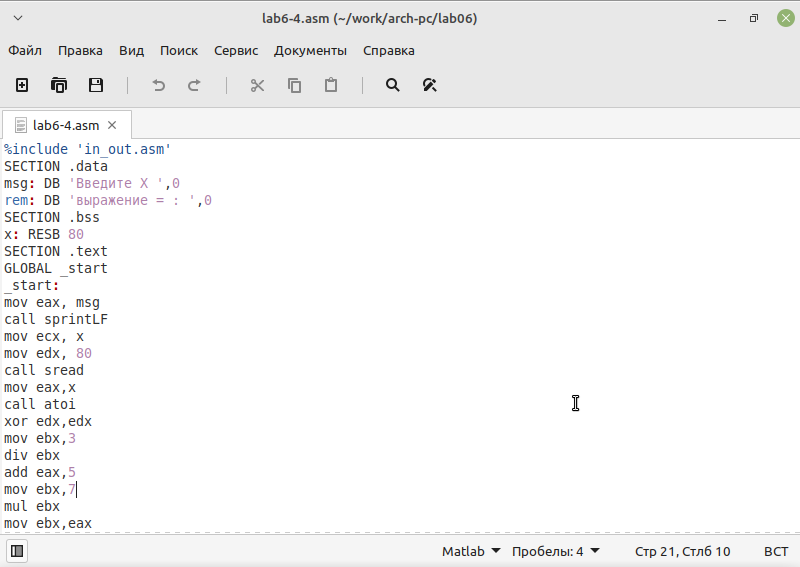 lab6-4.asm (~/work/arch-pc/lab06)
Файл Правка Вид Поиск Сервис Документы Справка
lab6-4.asm
%include 'in_out.asm'
SECTION .data
msg: DB 'Введите X ',0
rem: DB 'выражение = : ',0
SECTION .bss
x: RESB 80
SECTION .text
GLOBAL _start
_start:
mov eax, msg
call sprintLF
mov ecx, x
mov edx, 80
call sread
mov eax,x
call atoi
xor edx,edx
mov ebx,3
div ebx
add eax,5
mov ebx,7
mul ebx
mov ebx,eax
Matlab Пробелы: 4 Стр 21, Стлб 10 ВСТ